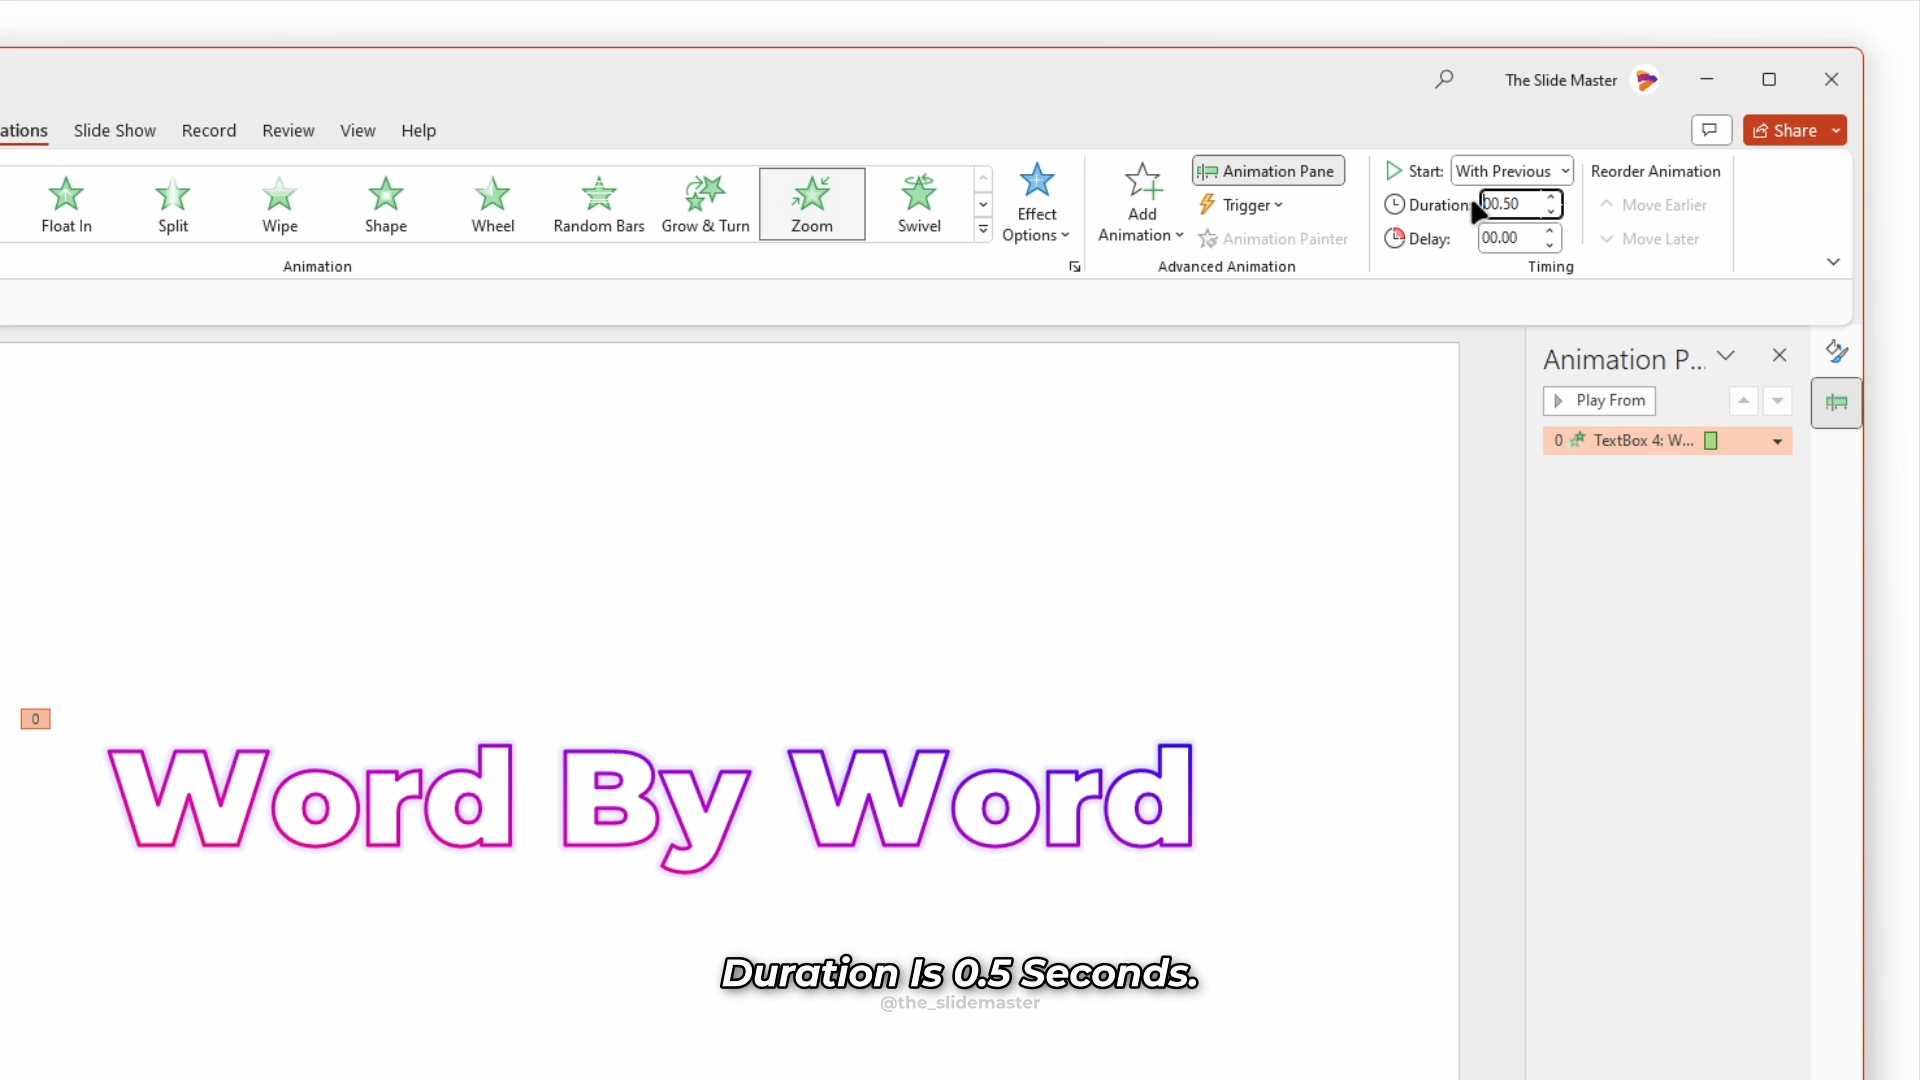 The Slide Master
ations Slide Show Record Review View Help
Share
Float In Split Wipe Shape Wheel Random Bars Grow & Turn Zoom Swivel
Effect Options
Add Animation
Animation Pane
Trigger
Animation Painter
Start: With Previous
Duration: 00.50
Delay: 00.00
Reorder Animation
Move Earlier
Move Later
Animation Advanced Animation Timing
Animation P...
Play From
0 TextBox 4: W...
0
Word By Word
Duration Is 0.5 Seconds.
@the_slidemaster